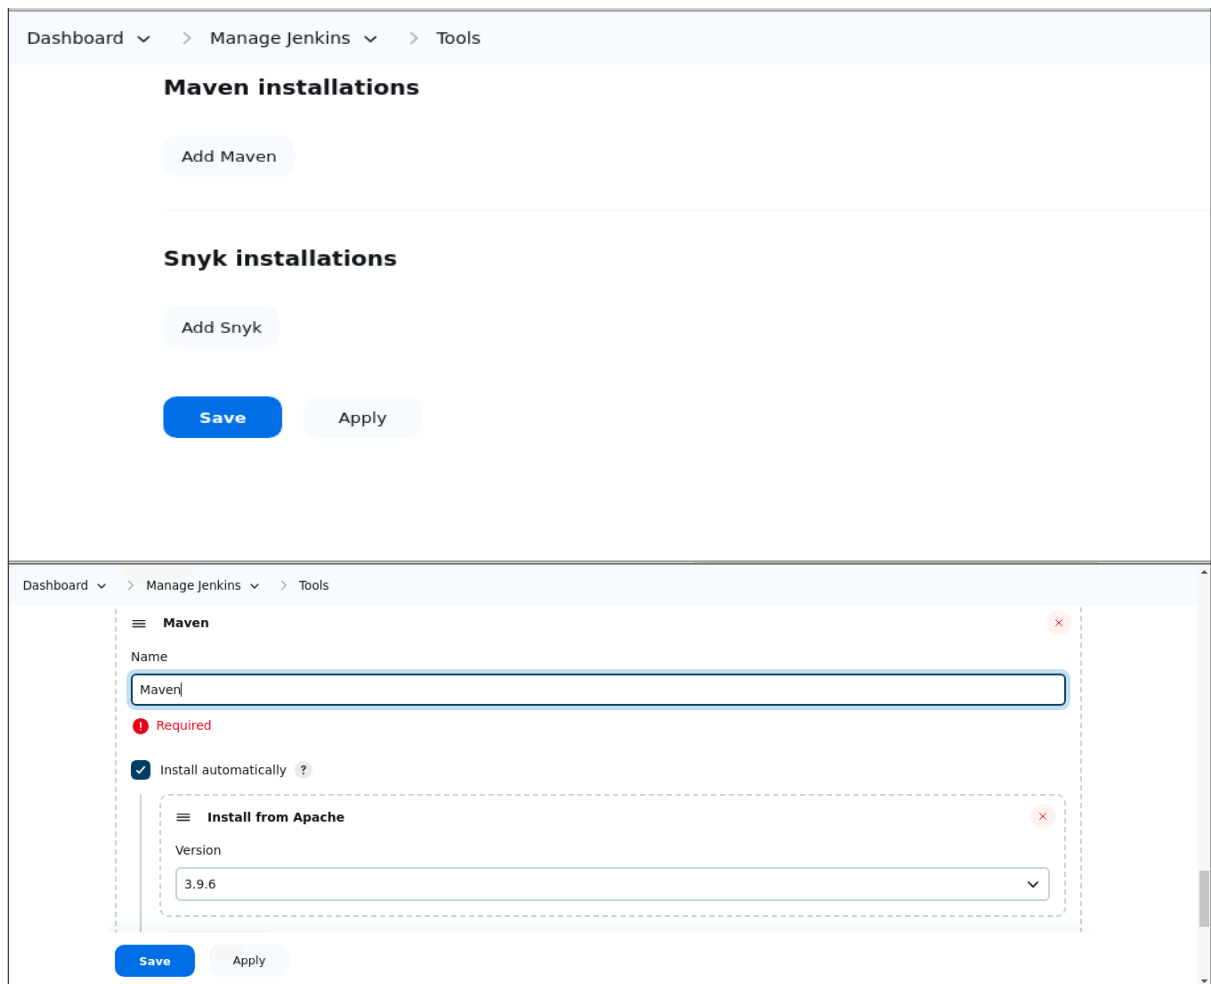 Dashboard Manage Jenkins Tools
Maven installations
Add Maven
Snyk installations
Add Snyk
Save Apply
Dashboard Manage Jenkins Tools
Maven
Name
Maven
Required
Install automatically ?
Install from Apache
Version
3.9.6
Save Apply